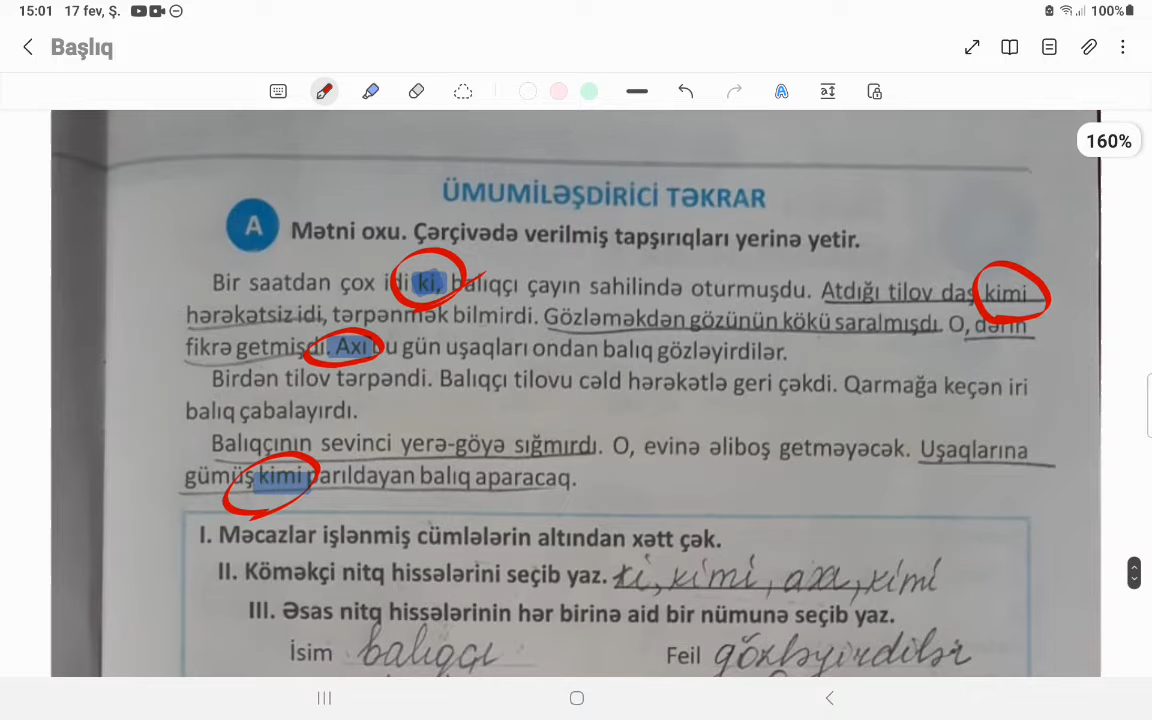 15:01 17 fev, Ş. 100%
Başlıq
160%
ÜMUMİLƏŞDİRİCİ TƏKRAR
A Mətni oxu. Çərçivədə verilmiş tapşırıqları yerinə yetir.
Bir saatdan çox idi ki, balıqçı çayın sahilində oturmuşdu. Atdığı tilov daş kimi
hərəkətsiz idi, tərpənmək bilmirdi. Gözləməkdən gözünün kökü saralmışdı. O, dərin
fikrə getmişdi. Axı bu gün uşaqları ondan balıq gözləyirdilər.
Birdən tilov tərpəndi. Balıqçı tilovu cəld hərəkətlə geri çəkdi. Qarmağa keçən iri
balıq çabalayırdı.
Balıqçının sevinci yerə-göyə sığmırdı. O, evinə əliboş getməyəcək. Uşaqlarına
gümüş kimi parıldayan balıq aparacaq.
I. Məcazlar işlənmiş cümlələrin altından xətt çək.
II. Köməkçi nitq hissələrini seçib yaz. ki, kimi, axı, kimi
III. Əsas nitq hissələrinin hər birinə aid bir nümunə seçib yaz.
İsim balıqçı Feil gözləyirdilər